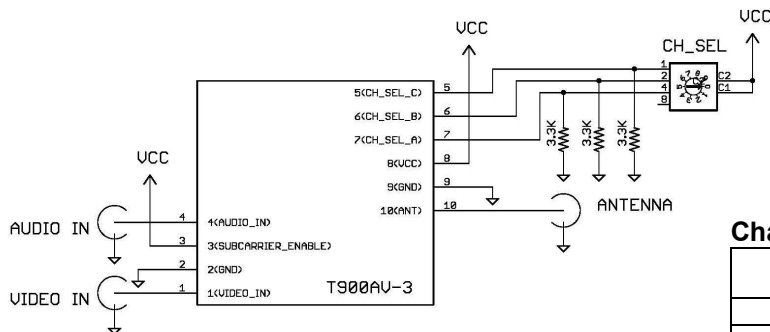 VCC
CH_SEL
VCC
1
2
4
8
C2
C1
5(CH_SEL_C) 5
6(CH_SEL_B) 6
7(CH_SEL_A) 7
8(VCC) 8
9(GND) 9
10(ANT) 10
3.3K
3.3K
3.3K
ANTENNA
VCC
AUDIO IN
4 4(AUDIO_IN)
3 3(SUBCARRIER_ENABLE)
2 2(GND)
VIDEO IN
1 1(VIDEO_IN)
T900AV-3
Cha